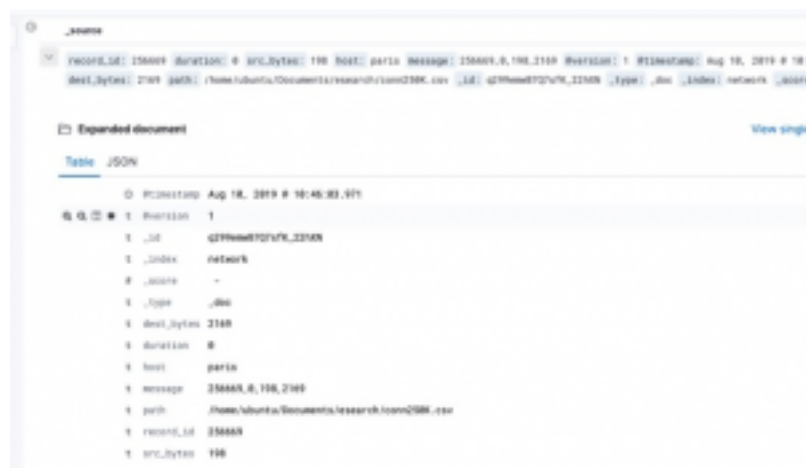 _source
record_id: 256669 duration: 0 src_bytes: 198 host: paris message: 256669,0,198,2169 @version: 1 @timestamp: Aug 10, 2019 @ 10
dest_bytes: 2169 path: /home/ubuntu/Documents/esearch/conn250K.csv _id: _type: _doc _index: network _score
Expanded document
View single
Table JSON
@timestamp Aug 10, 2019 @ 10:46:03.971
t @version 1
t _id
t _index network
# _score -
t _type _doc
t dest_bytes 2169
t duration 0
t host paris
t message 256669,0,198,2169
t path /home/ubuntu/Documents/esearch/conn250K.csv
t record_id 256669
t src_bytes 198